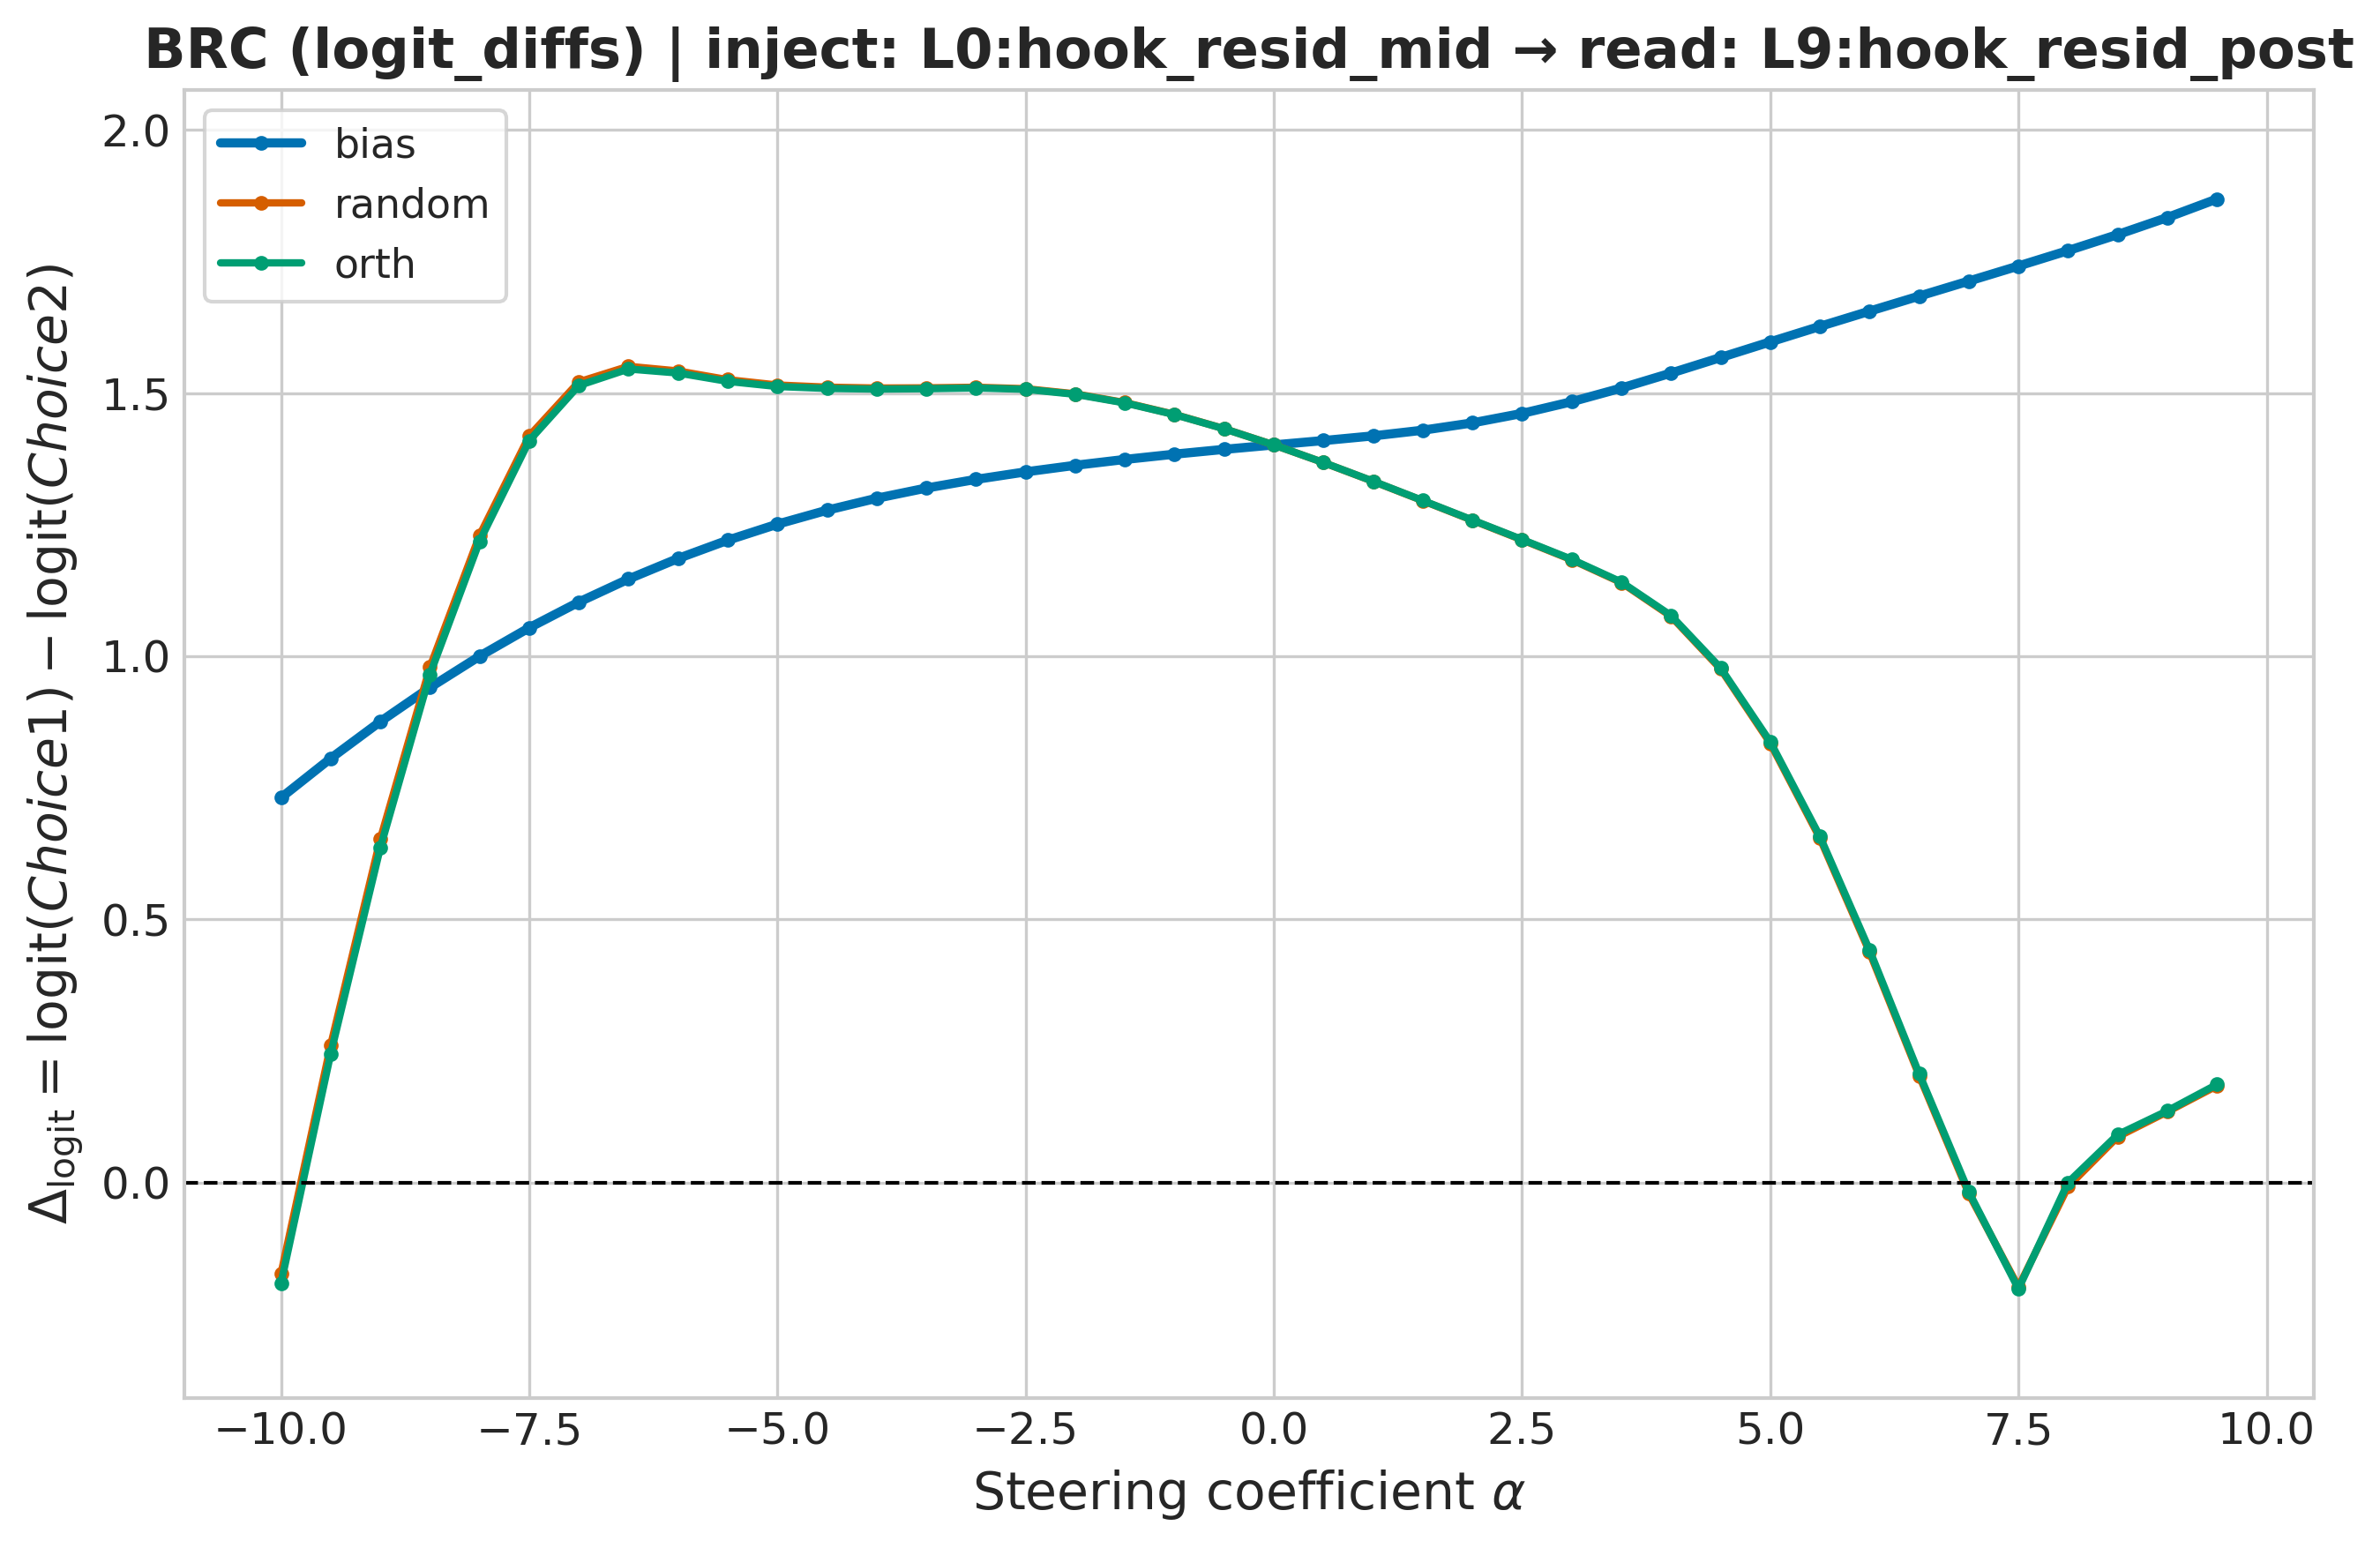 BRC (logit_diffs) | inject: L0:hook_resid_mid → read: L9:hook_resid_post
bias
random
orth
2.0
1.5
1.0
0.5
0.0
Δlogit = logit(Choice1) − logit(Choice2)
−10.0 −7.5 −5.0 −2.5 0.0 2.5 5.0 7.5 10.0
Steering coefficient α